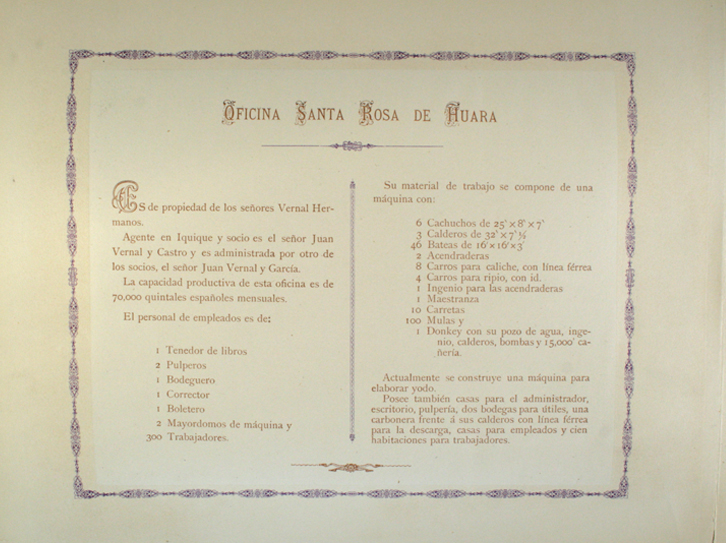 OFICINA SANTA ROSA DE HUARA
ES de propiedad de los señores Vernal Her-
manos.
Agente en Iquique y socio es el señor Juan
Vernal y Castro y es administrada por otro de
los socios, el señor Juan Vernal y García.
La capacidad productiva de esta oficina es de
70,000 quintales españoles mensuales.
El personal de empleados es de:
1 Tenedor de libros
2 Pulperos
1 Bodeguero
1 Corrector
1 Boletero
2 Mayordomos de máquina y
300 Trabajadores.
Su material de trabajo se compone de una
máquina con:
6 Cachuchos de 25' × 8' × 7'
3 Calderos de 32' × 7' ½
46 Bateas de 16' × 16' × 3'
2 Acendraderas
8 Carros para caliche, con línea férrea
4 Carros para ripio, con id.
1 Ingenio para las acendraderas
1 Maestranza
10 Carretas
100 Mulas y
1 Donkey con su pozo de agua, inge-
nio, calderos, bombas y 15,000' ca-
ñería.
Actualmente se construye una máquina para
elaborar yodo.
Posee también casas para el administrador,
escritorio, pulpería, dos bodegas para útiles, una
carbonera frente á sus calderos con línea férrea
para la descarga, casas para empleados y cien
habitaciones para trabajadores.